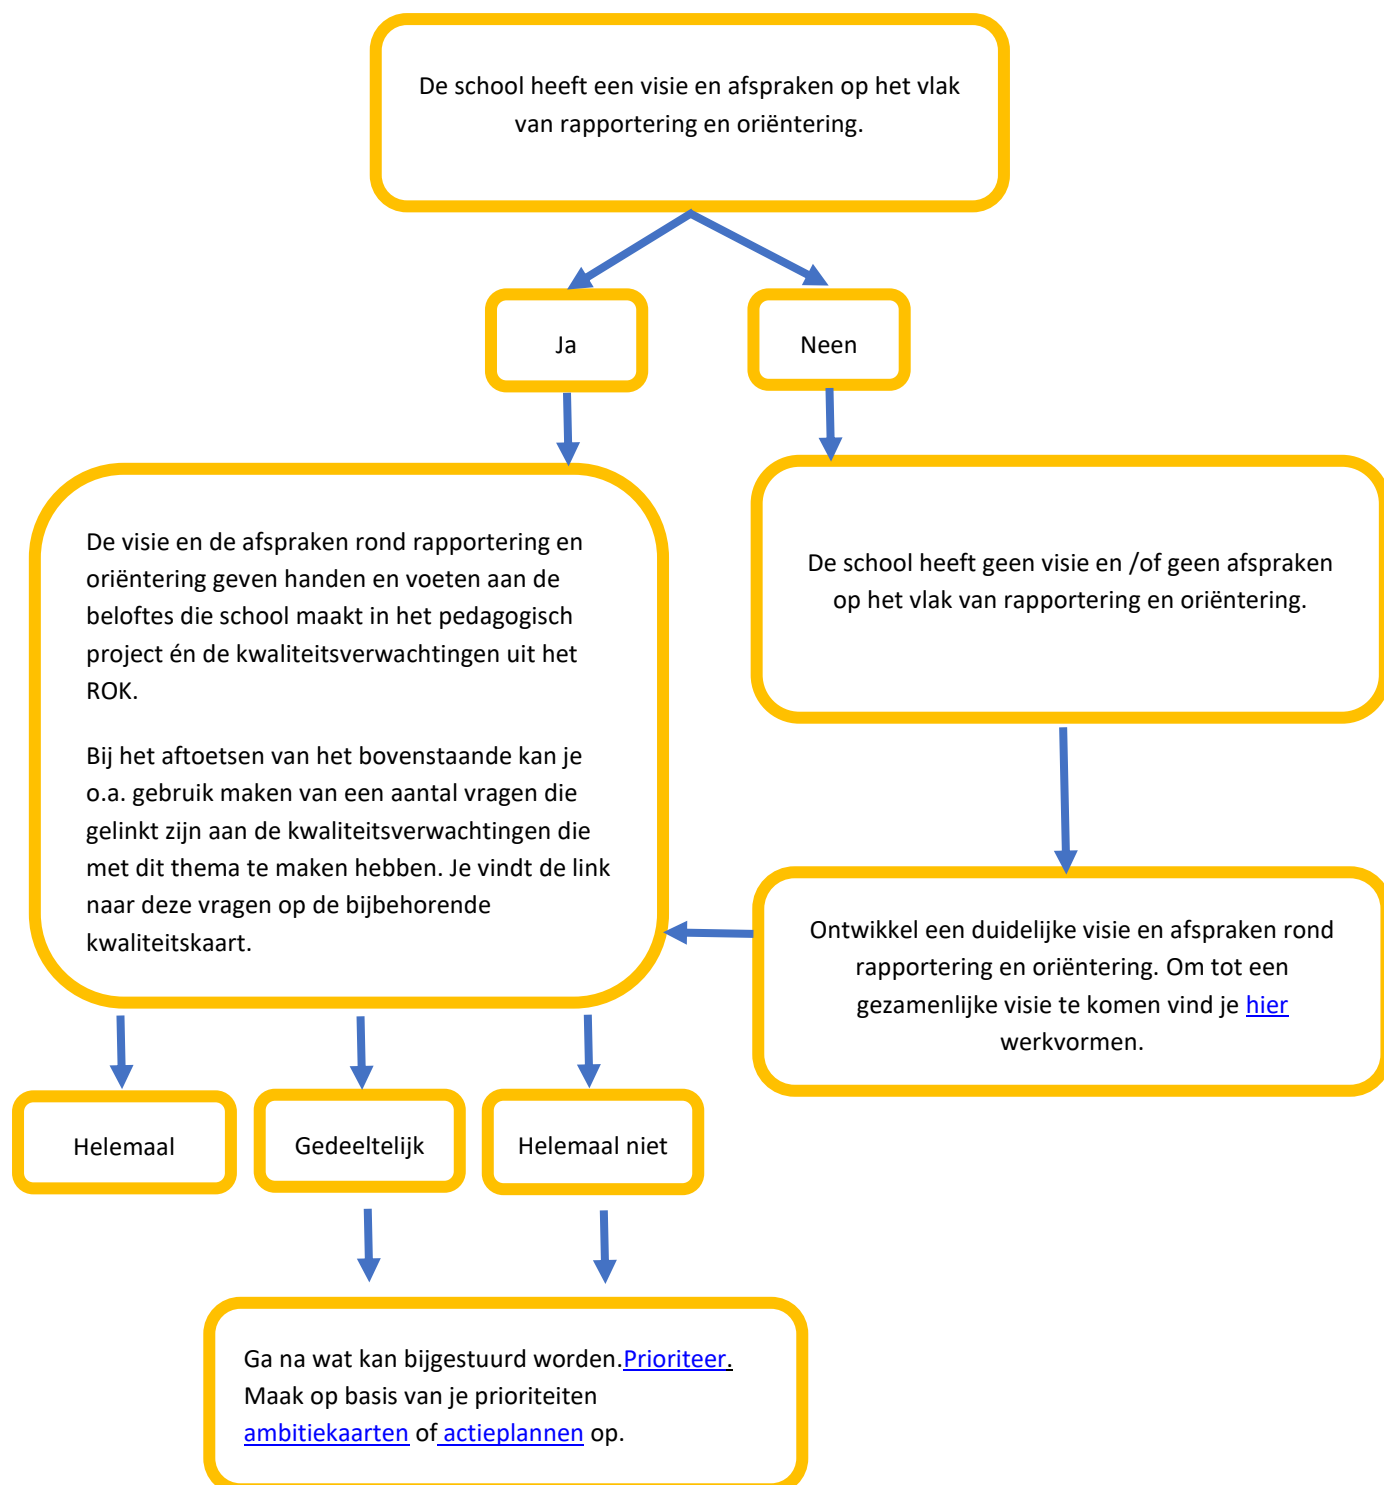 De school heeft een visie en afspraken op het vlak
van rapportering en oriëntering.
Ja
Neen
De visie en de afspraken rond rapportering en
oriëntering geven handen en voeten aan de
beloftes die school maakt in het pedagogisch
project én de kwaliteitsverwachtingen uit het
ROK.
Bij het aftoetsen van het bovenstaande kan je
o.a. gebruik maken van een aantal vragen die
gelinkt zijn aan de kwaliteitsverwachtingen die
met dit thema te maken hebben. Je vindt de link
naar deze vragen op de bijbehorende
kwaliteitskaart.
De school heeft geen visie en /of geen afspraken
op het vlak van rapportering en oriëntering.
Ontwikkel een duidelijke visie en afspraken rond
rapportering en oriëntering. Om tot een
gezamenlijke visie te komen vind je hier
werkvormen.
Helemaal
Gedeeltelijk
Helemaal niet
Ga na wat kan bijgestuurd worden.Prioriteer.
Maak op basis van je prioriteiten
ambitiekaarten of actieplannen op.